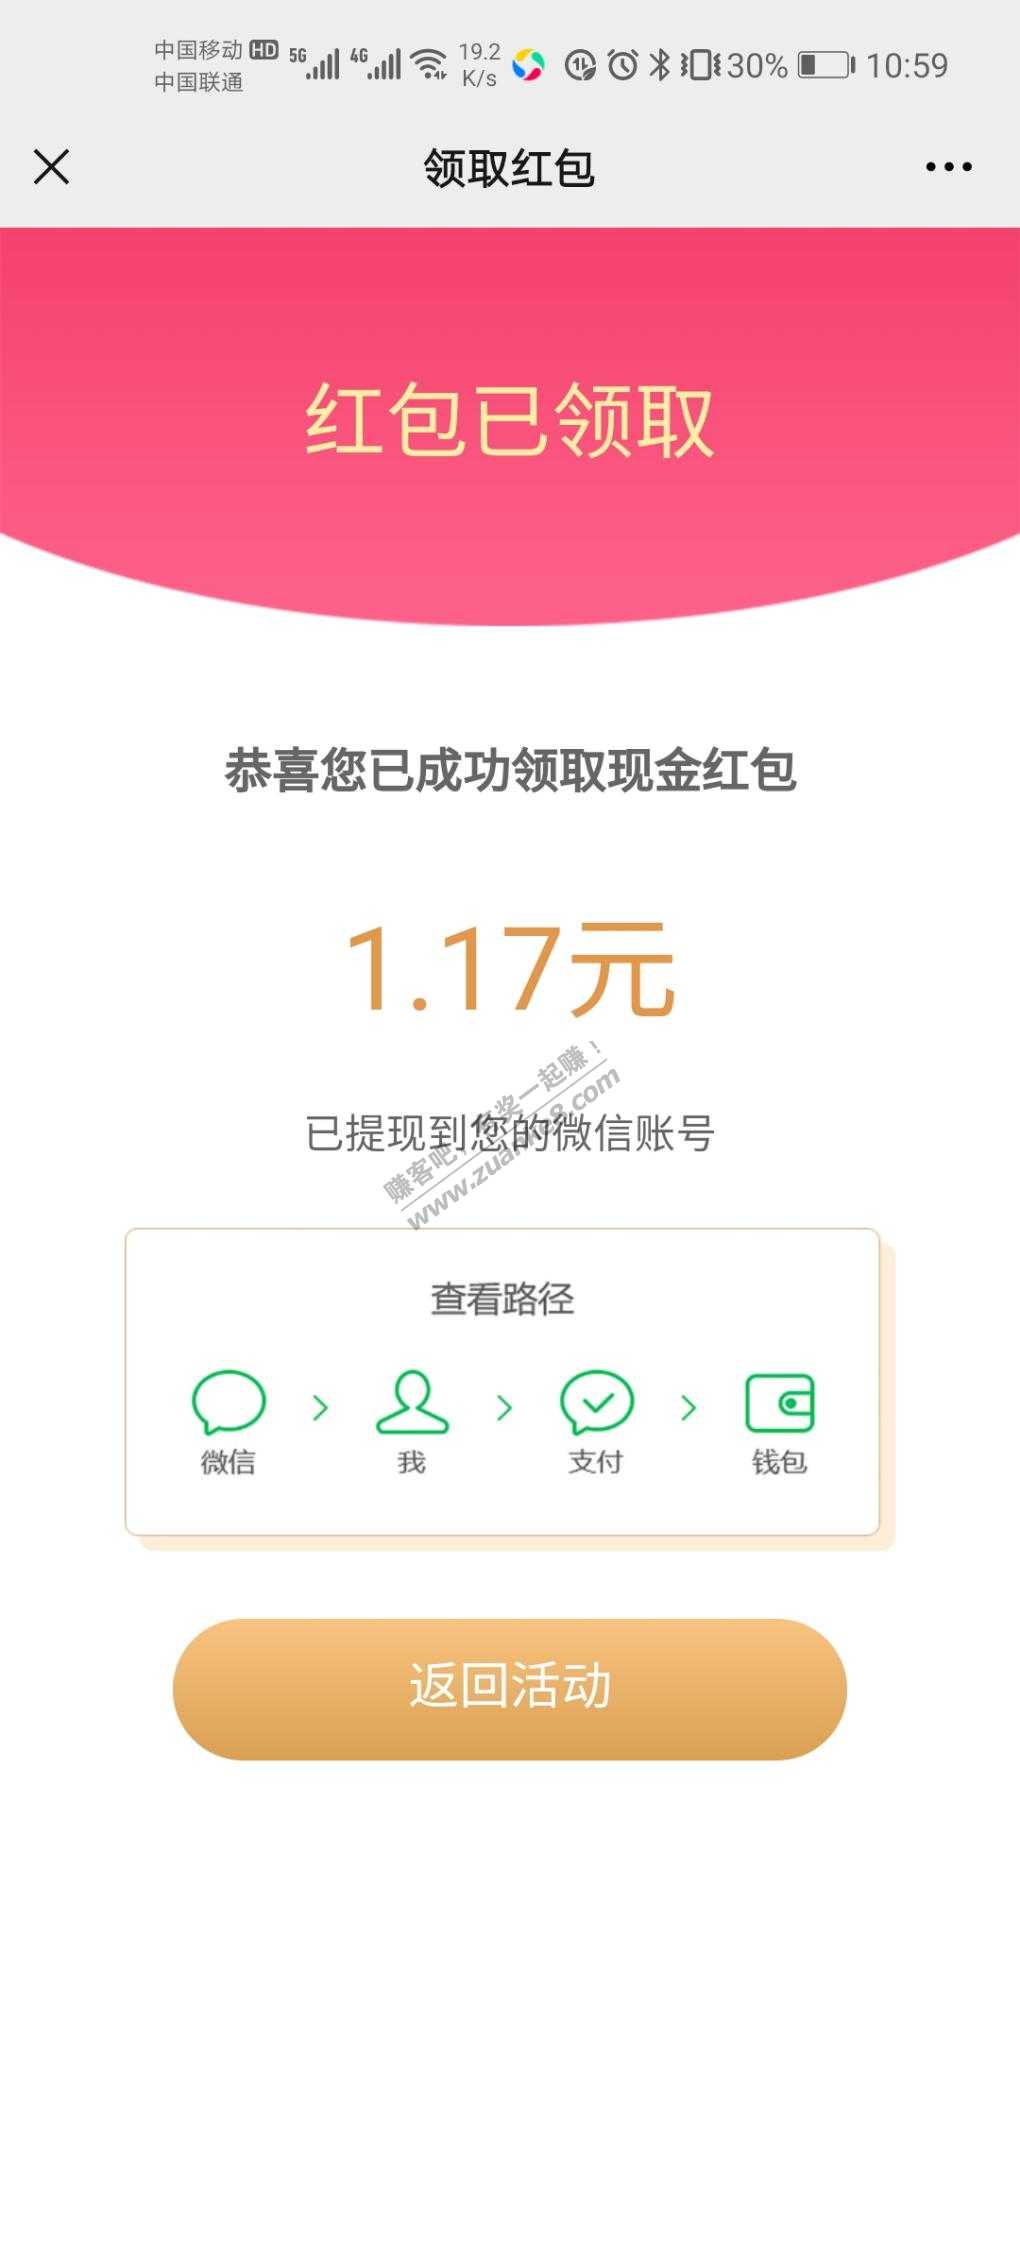 中国移动 HD 5G 4G 19.2 K/s 30% 10:59
中国联通
领取红包
红包已领取
恭喜您已成功领取现金红包
1.17元
已提现到您的微信账号
赚客吧，有奖一起赚！
www.zuanke8.com
查看路径
微信 我 支付 钱包
返回活动